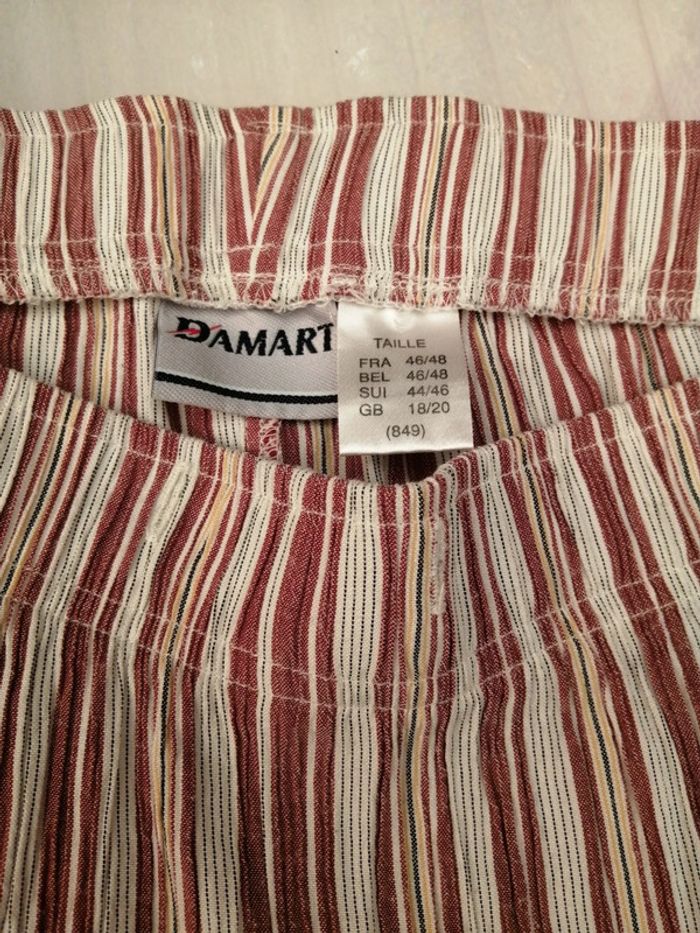 DAMART
TAILLE
FRA 46/48
BEL 46/48
SUI 44/46
GB 18/20
(849)